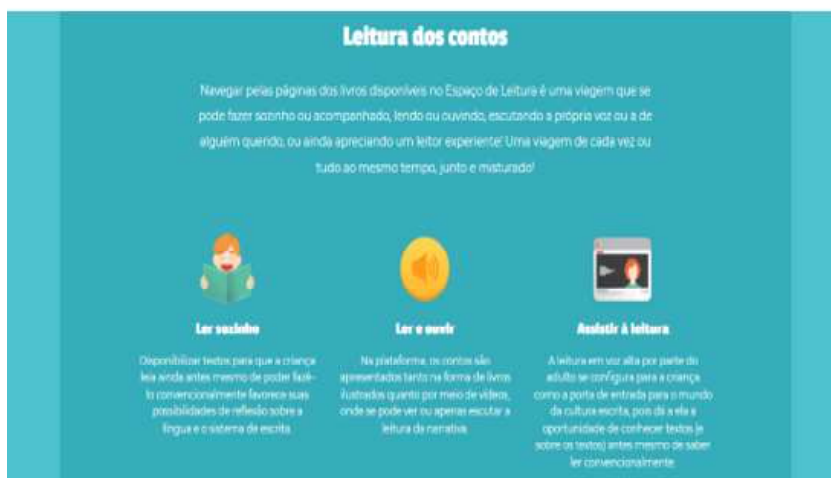 Leitura dos contos
Navegar pelas páginas dos livros disponíveis no Espaço de Leitura é uma viagem que se
pode fazer sozinho ou acompanhado, lendo ou ouvindo, escutando a própria voz ou a de
alguém querido, ou ainda apreciando um leitor experiente! Uma viagem de cada vez ou
tudo ao mesmo tempo, junto e misturado!
Ler sozinho
Disponibilizar textos para que a criança
leia ainda antes mesmo de poder fazê-
lo convencionalmente favorece suas
possibilidades de reflexão sobre a
língua e o sistema de escrita.
Ler e ouvir
Na plataforma, os contos são
apresentados tanto na forma de livros
ilustrados quanto por meio de vídeos,
onde se pode ver ou apenas escutar a
leitura da narrativa.
Assistir à leitura
A leitura em voz alta por parte do
adulto se configura para a criança
como a porta de entrada para o mundo
da cultura escrita, pois dá a ela a
oportunidade de conhecer textos (e
sobre os textos) antes mesmo de saber
ler convencionalmente.